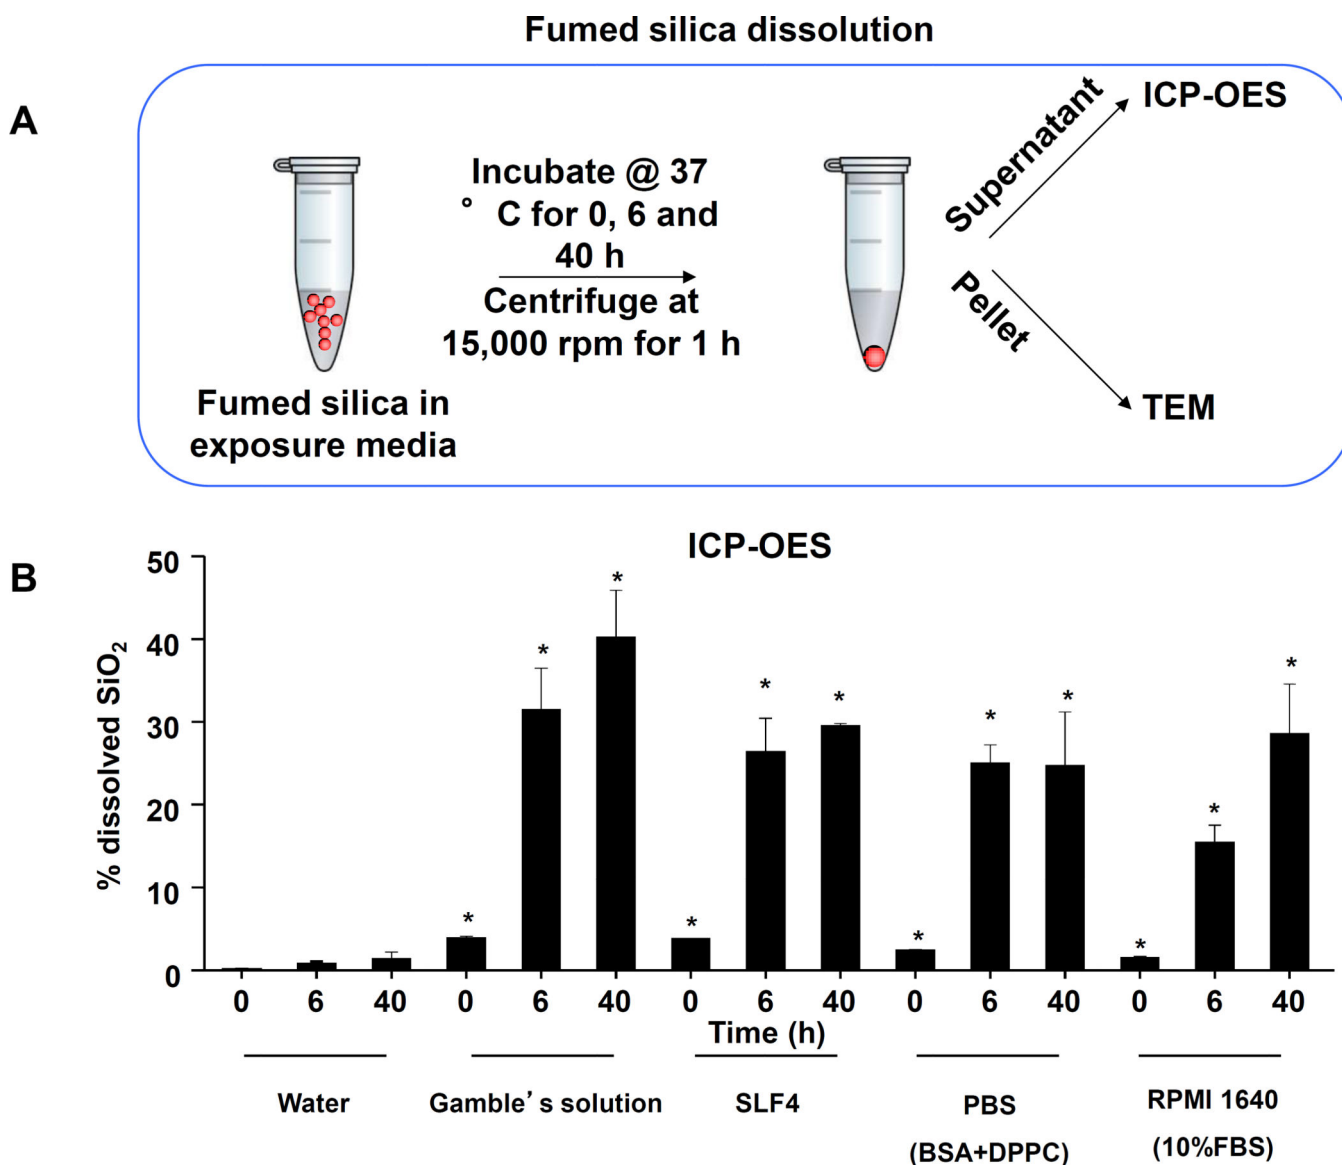 Fumed silica dissolution
A
Incubate @ 37
° C for 0, 6 and
40 h
Centrifuge at
15,000 rpm for 1 h
Fumed silica in
exposure media
Supernatant
ICP-OES
Pellet
TEM
B
ICP-OES
% dissolved SiO₂
50
40
30
20
10
0
* * * * * * * * * * * *
0 6 40 0 6 40 0 6 40 0 6 40 0 6 40
Time (h)
Water Gamble's solution SLF4 PBS RPMI 1640
(BSA+DPPC) (10%FBS)